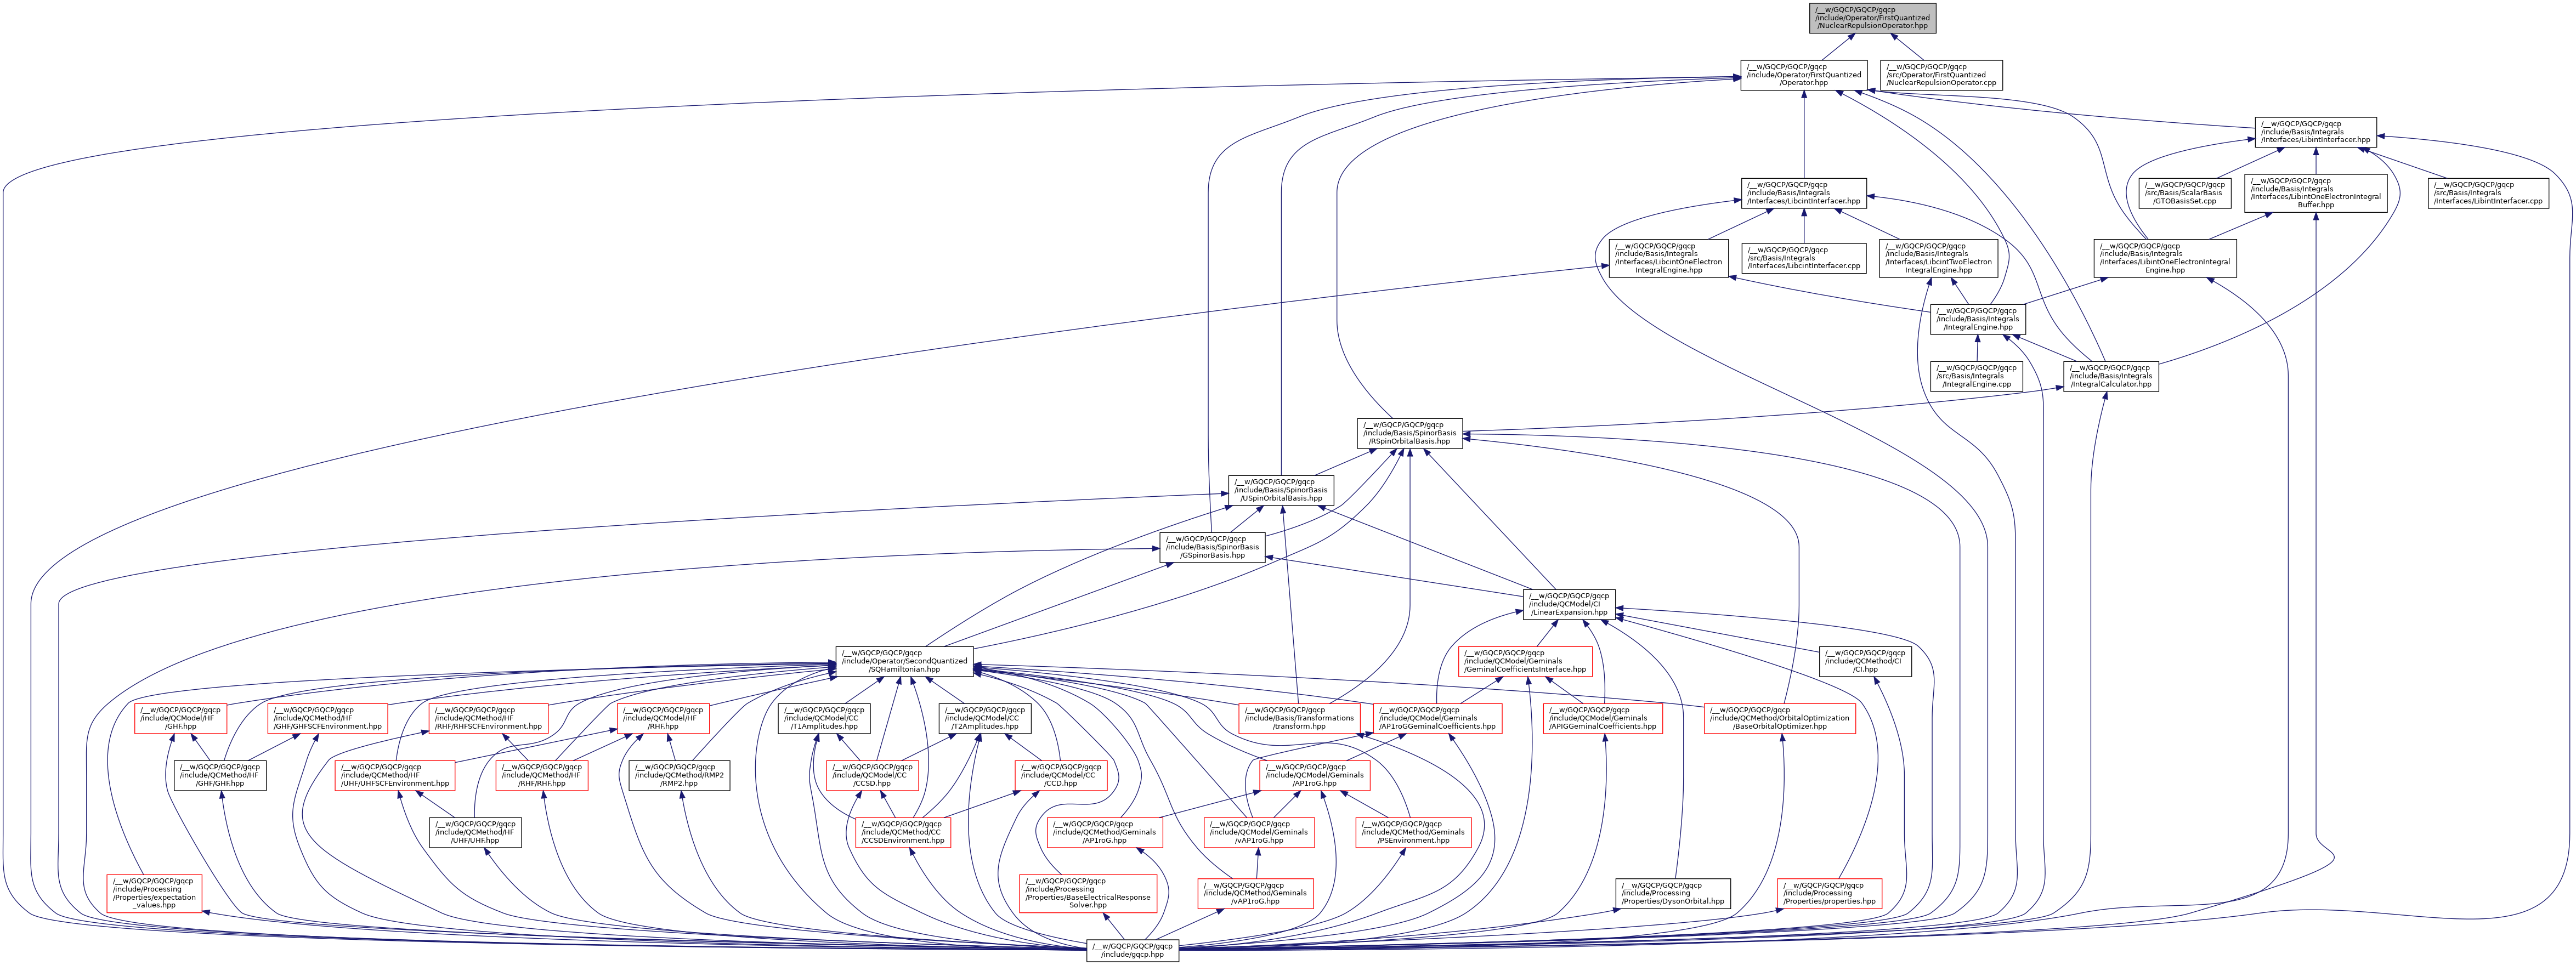 /__w/GQCP/GQCP/gqcp
/include/Operator/FirstQuantized
/NuclearRepulsionOperator.hpp
/__w/GQCP/GQCP/gqcp
/include/Operator/FirstQuantized
/Operator.hpp
/__w/GQCP/GQCP/gqcp
/src/Operator/FirstQuantized
/NuclearRepulsionOperator.cpp
/__w/GQCP/GQCP/gqcp
/include/Basis/Integrals
/Interfaces/LibintInterfacer.hpp
/__w/GQCP/GQCP/gqcp
/include/Basis/Integrals
/Interfaces/LibcintInterfacer.hpp
/__w/GQCP/GQCP/gqcp
/src/Basis/ScalarBasis
/GTOBasisSet.cpp
/__w/GQCP/GQCP/gqcp
/include/Basis/Integrals
/Interfaces/LibintOneElectronIntegral
Buffer.hpp
/__w/GQCP/GQCP/gqcp
/src/Basis/Integrals
/Interfaces/LibintInterfacer.cpp
/__w/GQCP/GQCP/gqcp
/include/Basis/Integrals
/Interfaces/LibcintOneElectron
IntegralEngine.hpp
/__w/GQCP/GQCP/gqcp
/src/Basis/Integrals
/Interfaces/LibcintInterfacer.cpp
/__w/GQCP/GQCP/gqcp
/include/Basis/Integrals
/Interfaces/LibcintTwoElectron
IntegralEngine.hpp
/__w/GQCP/GQCP/gqcp
/include/Basis/Integrals
/Interfaces/LibintOneElectronIntegral
Engine.hpp
/__w/GQCP/GQCP/gqcp
/include/Basis/Integrals
/IntegralEngine.hpp
/__w/GQCP/GQCP/gqcp
/src/Basis/Integrals
/IntegralEngine.cpp
/__w/GQCP/GQCP/gqcp
/include/Basis/Integrals
/IntegralCalculator.hpp
/__w/GQCP/GQCP/gqcp
/include/Basis/SpinorBasis
/RSpinOrbitalBasis.hpp
/__w/GQCP/GQCP/gqcp
/include/Basis/SpinorBasis
/USpinOrbitalBasis.hpp
/__w/GQCP/GQCP/gqcp
/include/Basis/SpinorBasis
/GSpinorBasis.hpp
/__w/GQCP/GQCP/gqcp
/include/QCModel/CI
/LinearExpansion.hpp
/__w/GQCP/GQCP/gqcp
/include/Operator/SecondQuantized
/SQHamiltonian.hpp
/__w/GQCP/GQCP/gqcp
/include/QCModel/Geminals
/GeminalCoefficientsInterface.hpp
/__w/GQCP/GQCP/gqcp
/include/QCMethod/CI
/CI.hpp
/__w/GQCP/GQCP/gqcp
/include/QCModel/HF
/GHF.hpp
/__w/GQCP/GQCP/gqcp
/include/QCMethod/HF
/GHF/GHFSCFEnvironment.hpp
/__w/GQCP/GQCP/gqcp
/include/QCMethod/HF
/RHF/RHFSCFEnvironment.hpp
/__w/GQCP/GQCP/gqcp
/include/QCModel/HF
/RHF.hpp
/__w/GQCP/GQCP/gqcp
/include/QCModel/CC
/T1Amplitudes.hpp
/__w/GQCP/GQCP/gqcp
/include/QCModel/CC
/T2Amplitudes.hpp
/__w/GQCP/GQCP/gqcp
/include/Basis/Transformations
/transform.hpp
/__w/GQCP/GQCP/gqcp
/include/QCModel/Geminals
/AP1roGGeminalCoefficients.hpp
/__w/GQCP/GQCP/gqcp
/include/QCModel/Geminals
/APIGGeminalCoefficients.hpp
/__w/GQCP/GQCP/gqcp
/include/QCMethod/OrbitalOptimization
/BaseOrbitalOptimizer.hpp
/__w/GQCP/GQCP/gqcp
/include/QCMethod/HF
/GHF/GHF.hpp
/__w/GQCP/GQCP/gqcp
/include/QCMethod/HF
/UHF/UHFSCFEnvironment.hpp
/__w/GQCP/GQCP/gqcp
/include/QCMethod/HF
/RHF/RHF.hpp
/__w/GQCP/GQCP/gqcp
/include/QCMethod/RMP2
/RMP2.hpp
/__w/GQCP/GQCP/gqcp
/include/QCModel/CC
/CCSD.hpp
/__w/GQCP/GQCP/gqcp
/include/QCModel/CC
/CCD.hpp
/__w/GQCP/GQCP/gqcp
/include/QCModel/Geminals
/AP1roG.hpp
/__w/GQCP/GQCP/gqcp
/include/QCMethod/HF
/UHF/UHF.hpp
/__w/GQCP/GQCP/gqcp
/include/QCMethod/CC
/CCSDEnvironment.hpp
/__w/GQCP/GQCP/gqcp
/include/QCMethod/Geminals
/AP1roG.hpp
/__w/GQCP/GQCP/gqcp
/include/QCModel/Geminals
/vAP1roG.hpp
/__w/GQCP/GQCP/gqcp
/include/QCMethod/Geminals
/PSEnvironment.hpp
/__w/GQCP/GQCP/gqcp
/include/Processing
/Properties/expectation
_values.hpp
/__w/GQCP/GQCP/gqcp
/include/Processing
/Properties/BaseElectricalResponse
Solver.hpp
/__w/GQCP/GQCP/gqcp
/include/QCMethod/Geminals
/vAP1roG.hpp
/__w/GQCP/GQCP/gqcp
/include/Processing
/Properties/DysonOrbital.hpp
/__w/GQCP/GQCP/gqcp
/include/Processing
/Properties/properties.hpp
/__w/GQCP/GQCP/gqcp
/include/gqcp.hpp